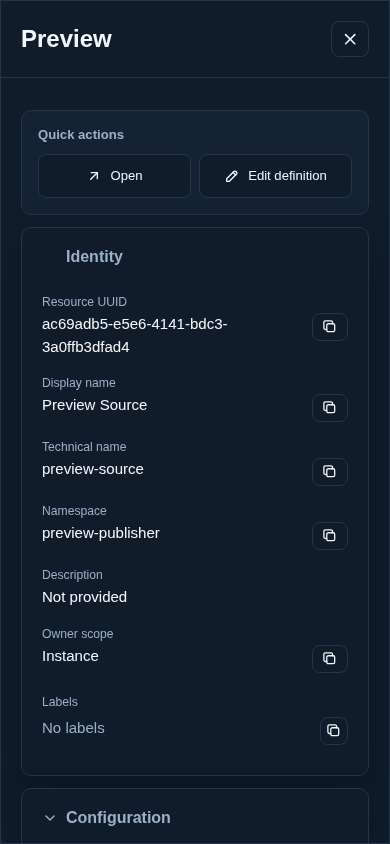 Preview
Quick actions
Open
Edit definition
Identity
Resource UUID
ac69adb5-e5e6-4141-bdc3-
3a0ffb3dfad4
Display name
Preview Source
Technical name
preview-source
Namespace
preview-publisher
Description
Not provided
Owner scope
Instance
Labels
No labels
Configuration